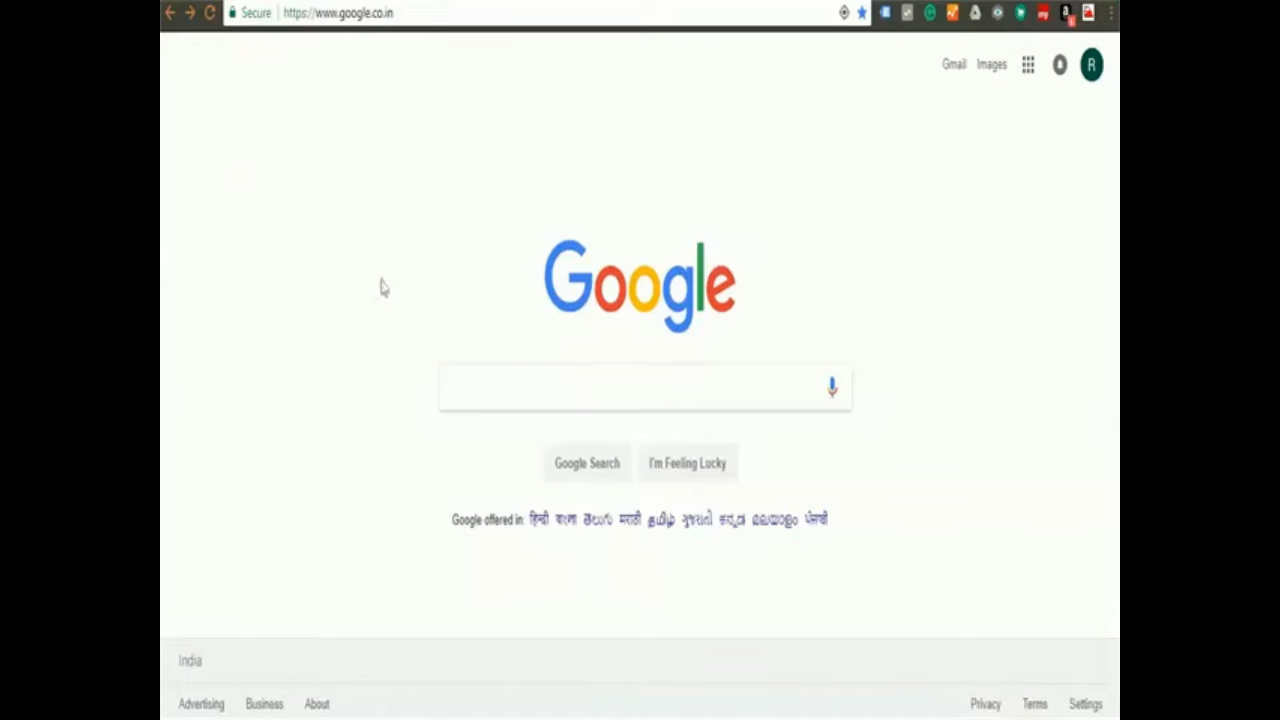 Secure https://www.google.co.in
Gmail Images R
Google
Google Search I'm Feeling Lucky
Google offered in: हिन्दी বাংলা తెలుగు मराठी தமிழ் ગુજરાતી ಕನ್ನಡ മലയാളം ਪੰਜਾਬੀ
India
Advertising Business About Privacy Terms Settings